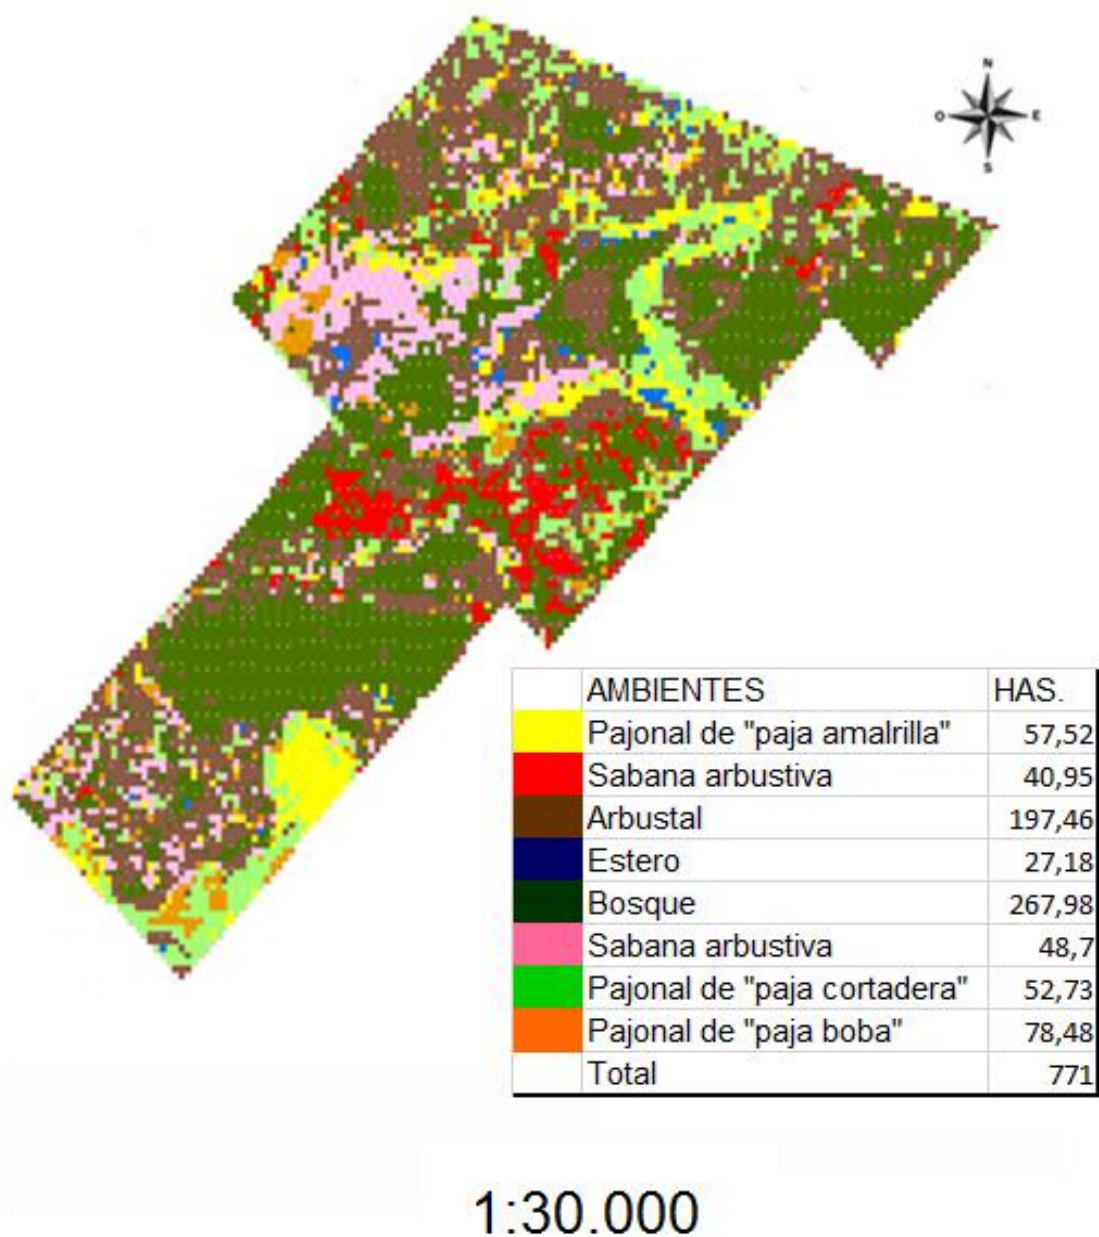 N
O E
S
AMBIENTES HAS.
Pajonal de "paja amalrilla" 57,52
Sabana arbustiva 40,95
Arbustal 197,46
Estero 27,18
Bosque 267,98
Sabana arbustiva 48,7
Pajonal de "paja cortadera" 52,73
Pajonal de "paja boba" 78,48
Total 771
1:30.000